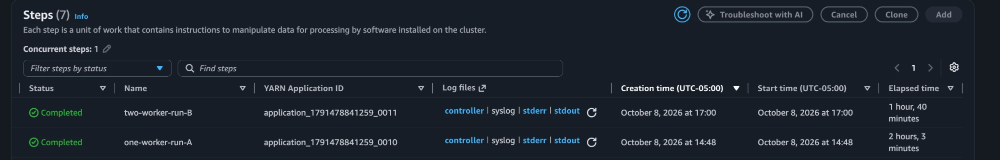 Steps (7) Info
Troubleshoot with AI
Cancel
Clone
Add
Each step is a unit of work that contains instructions to manipulate data for processing by software installed on the cluster.
Concurrent steps: 1
Filter steps by status
Find steps
1
Status Name YARN Application ID Log files Creation time (UTC-05:00) Start time (UTC-05:00) Elapsed time
Completed two-worker-run-B application_1791478841259_0011 controller | syslog | stderr | stdout October 8, 2026 at 17:00 October 8, 2026 at 17:00 1 hour, 40
minutes
Completed one-worker-run-A application_1791478841259_0010 controller | syslog | stderr | stdout October 8, 2026 at 14:48 October 8, 2026 at 14:48 2 hours, 3
minutes